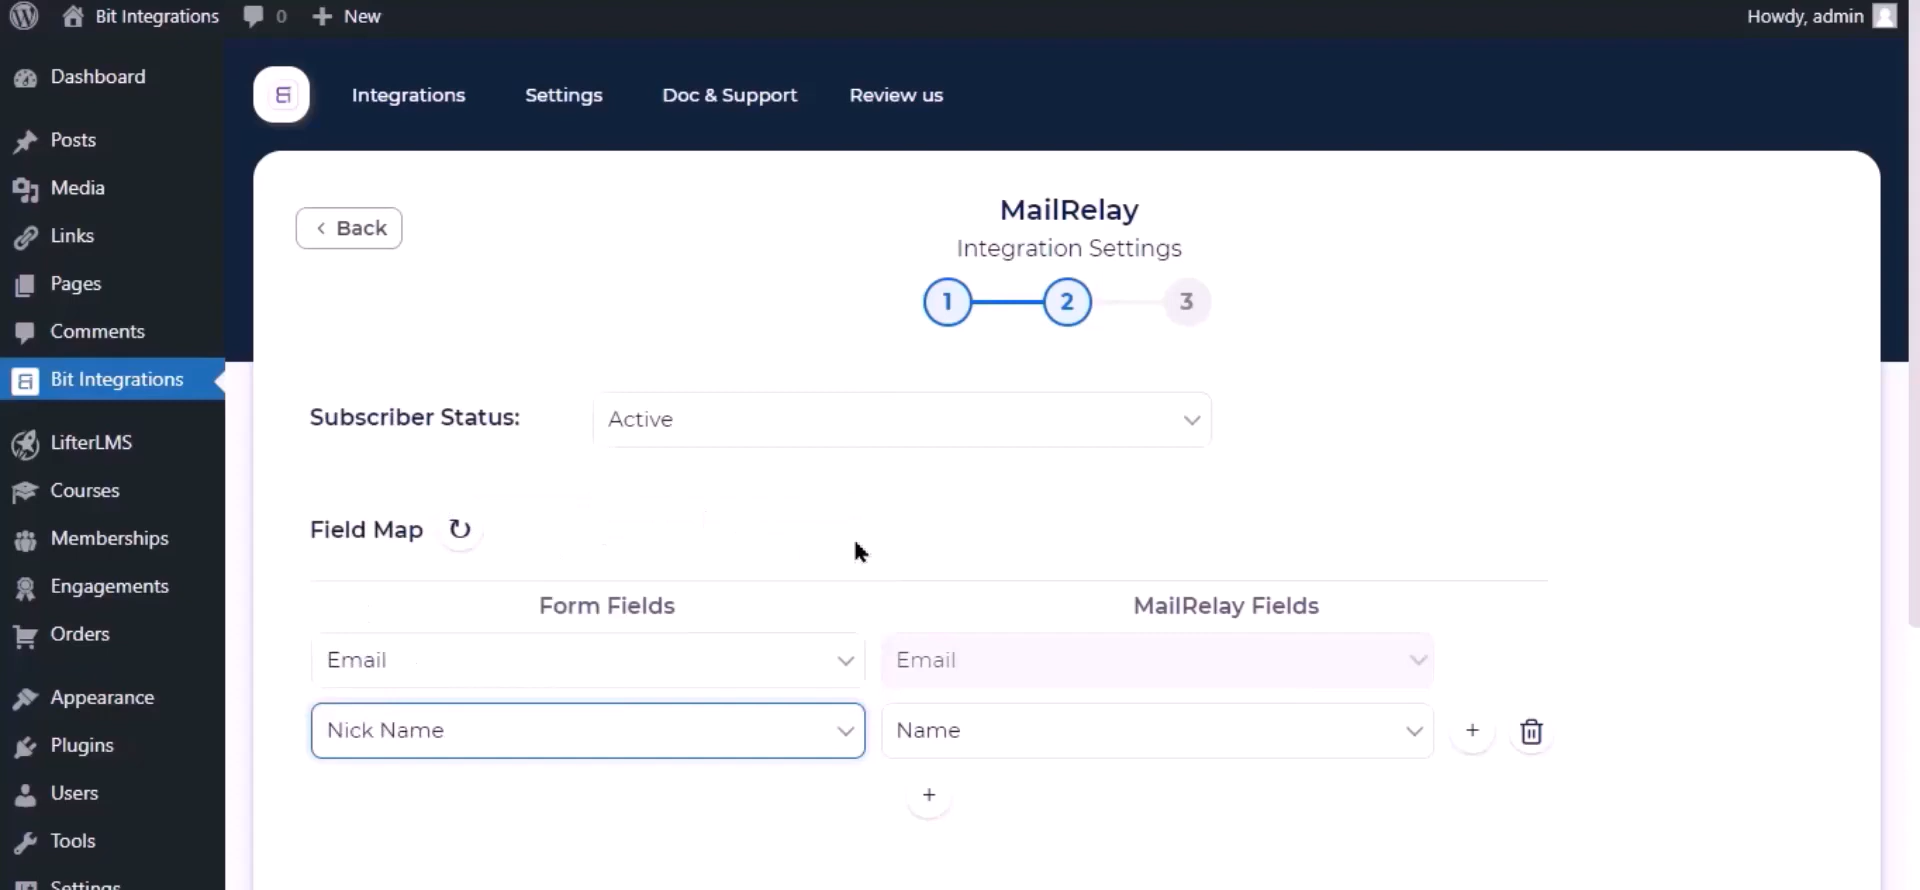 Bit Integrations 0 New Howdy, admin
Dashboard
Posts
Media
Links
Pages
Comments
Bit Integrations
LifterLMS
Courses
Memberships
Engagements
Orders
Appearance
Plugins
Users
Tools
Settings
Integrations Settings Doc & Support Review us
Back
MailRelay
Integration Settings
1 2 3
Subscriber Status: Active
Field Map
Form Fields MailRelay Fields
Email Email
Nick Name Name +
+